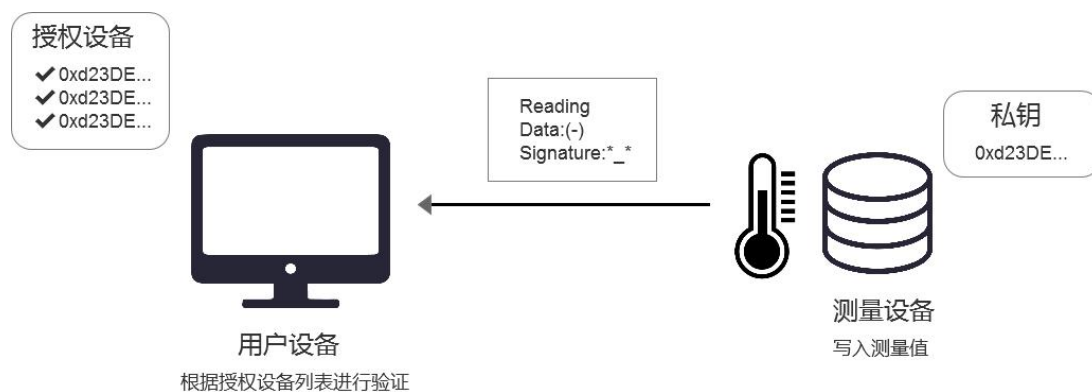 授权设备
✔0xd23DE...
✔0xd23DE...
✔0xd23DE...
Reading
Data:(-)
Signature:*_*
私钥
0xd23DE...
用户设备
根据授权设备列表进行验证
测量设备
写入测量值